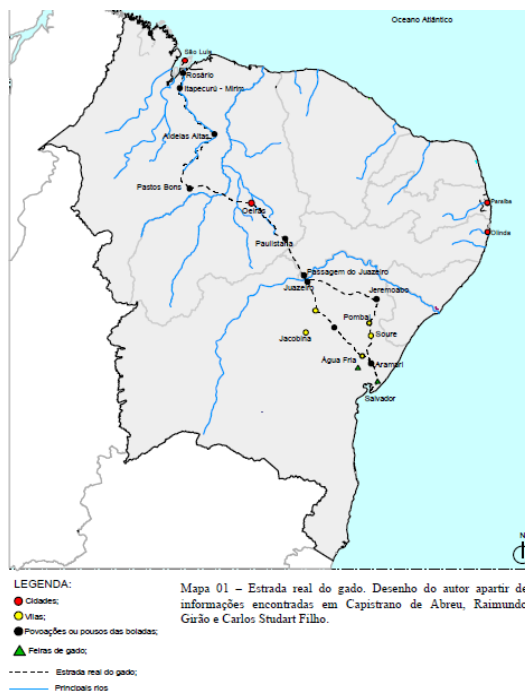 Oceano Atlântico
São Luís
Rosário
Itapecurú - Mirim
Aldeias Altas
Pastos Bons
Oeiras
Paraíba
Olinda
Paulistana
Passagem do Juazeiro
Juazeiro
Jeremoabo
Pombal
Jacobina
Soure
Água Fria
Aramari
Salvador
N
LEGENDA:
Cidades;
Vilas;
Povoações ou pousos das boiadas;
Feiras de gado;
Estrada real do gado;
Principais rios
Mapa 01 – Estrada real do gado. Desenho do autor apartir de
informações encontradas em Capistrano de Abreu, Raimundo
Girão e Carlos Studart Filho.